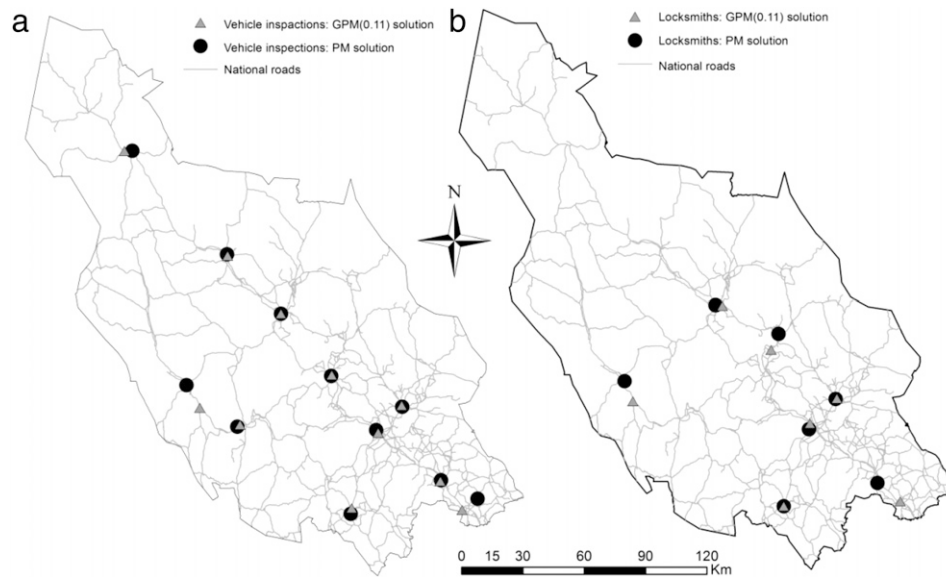 a
Vehicle inspactions: GPM(0.11) solution
Vehicle inspections: PM solution
National roads
b
Locksmiths: GPM(0.11) solution
Locksmiths: PM solution
National roads
N
0 15 30 60 90 120
Km